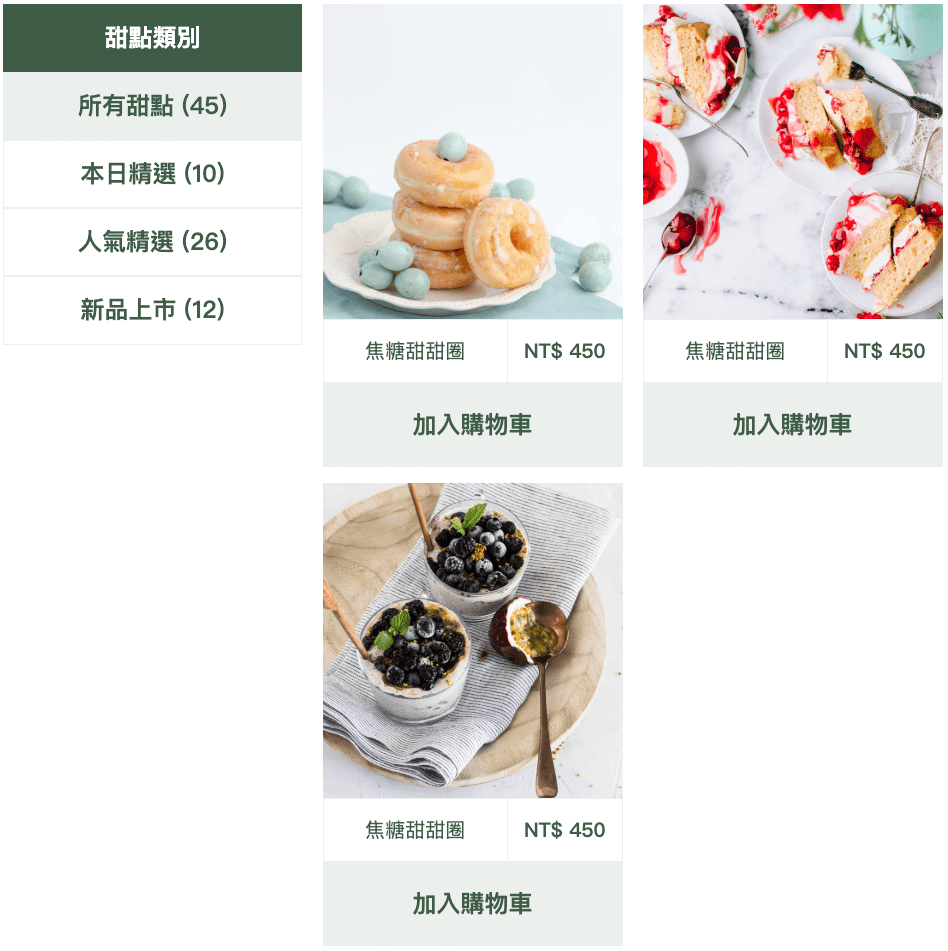 甜點類別
所有甜點 (45)
本日精選 (10)
人氣精選 (26)
新品上市 (12)
焦糖甜甜圈 NT$ 450
加入購物車
焦糖甜甜圈 NT$ 450
加入購物車
焦糖甜甜圈 NT$ 450
加入購物車